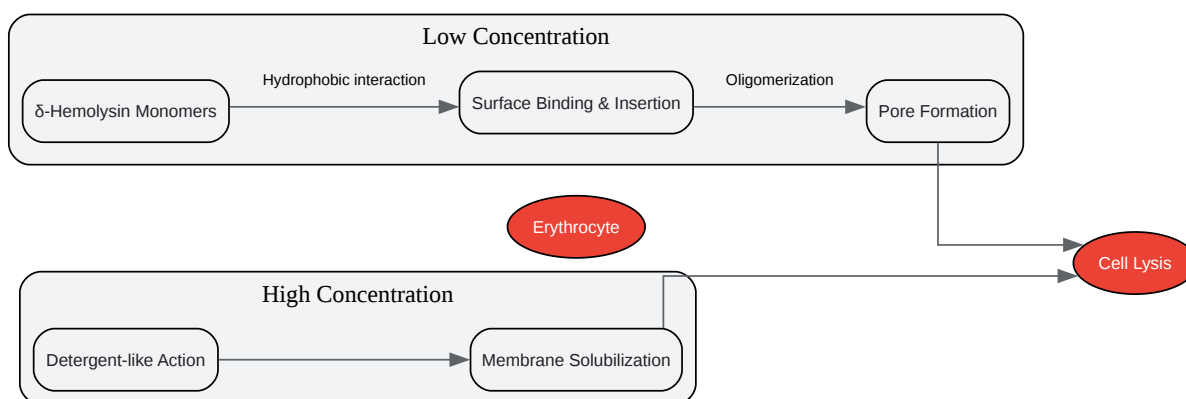 Low Concentration
Hydrophobic interaction
Oligomerization
δ-Hemolysin Monomers
Surface Binding & Insertion
Pore Formation
Erythrocyte
Cell Lysis
High Concentration
Detergent-like Action
Membrane Solubilization